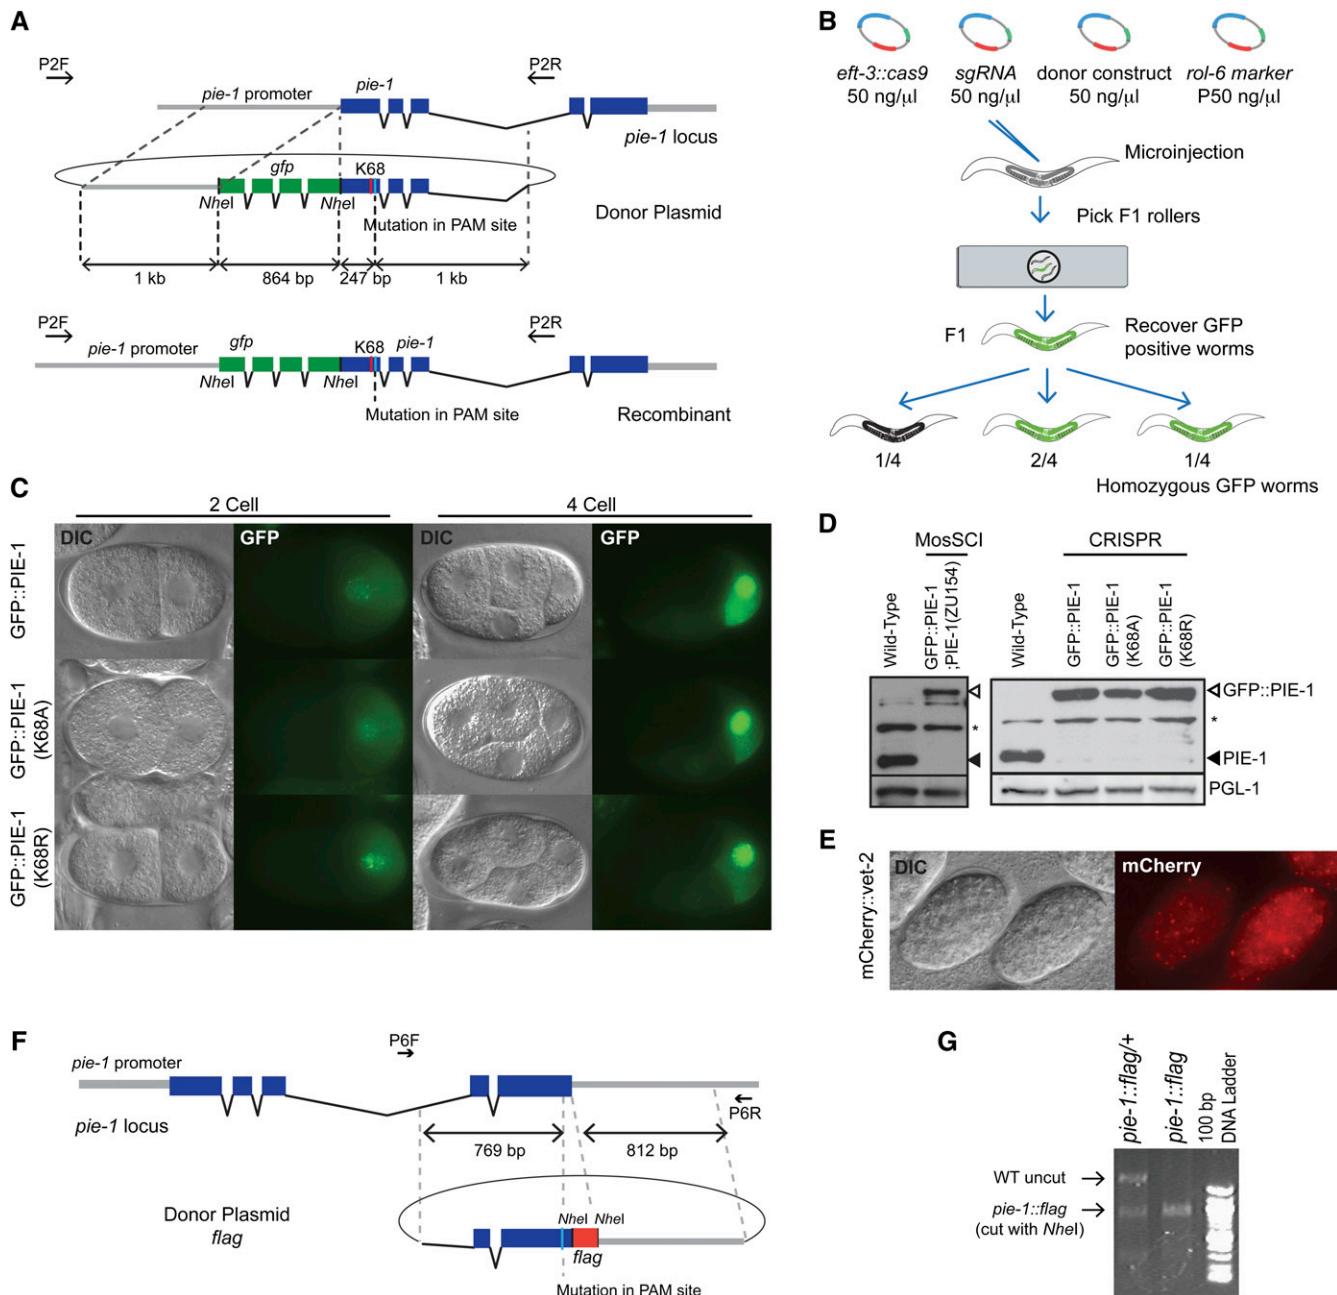 A
P2F
P2R
pie-1 promoter
pie-1
pie-1 locus
gfp
K68
NheI
NheI
Mutation in PAM site
Donor Plasmid
1 kb
864 bp
247 bp
1 kb
P2F
P2R
pie-1 promoter
gfp
K68
pie-1
NheI
NheI
Mutation in PAM site
Recombinant
B
eft-3::cas9
50 ng/µl
sgRNA
50 ng/µl
donor construct
50 ng/µl
rol-6 marker
P50 ng/µl
Microinjection
Pick F1 rollers
F1
Recover GFP
positive worms
1/4
2/4
1/4
Homozygous GFP worms
C
2 Cell
4 Cell
DIC
GFP
DIC
GFP
GFP::PIE-1
GFP::PIE-1
(K68A)
GFP::PIE-1
(K68R)
D
MosSCI
CRISPR
Wild-Type
GFP::PIE-1
;PIE-1(ZU154)
Wild-Type
GFP::PIE-1
GFP::PIE-1
(K68A)
GFP::PIE-1
(K68R)
GFP::PIE-1
*
*
PIE-1
PGL-1
E
mCherry::vet-2
DIC
mCherry
F
P6F
pie-1 promoter
P6R
pie-1 locus
769 bp
812 bp
Donor Plasmid
flag
NheI
NheI
flag
Mutation in PAM site
G
pie-1::flag/+
pie-1::flag
100 bp
DNA Ladder
WT uncut
pie-1::flag
(cut with NheI)